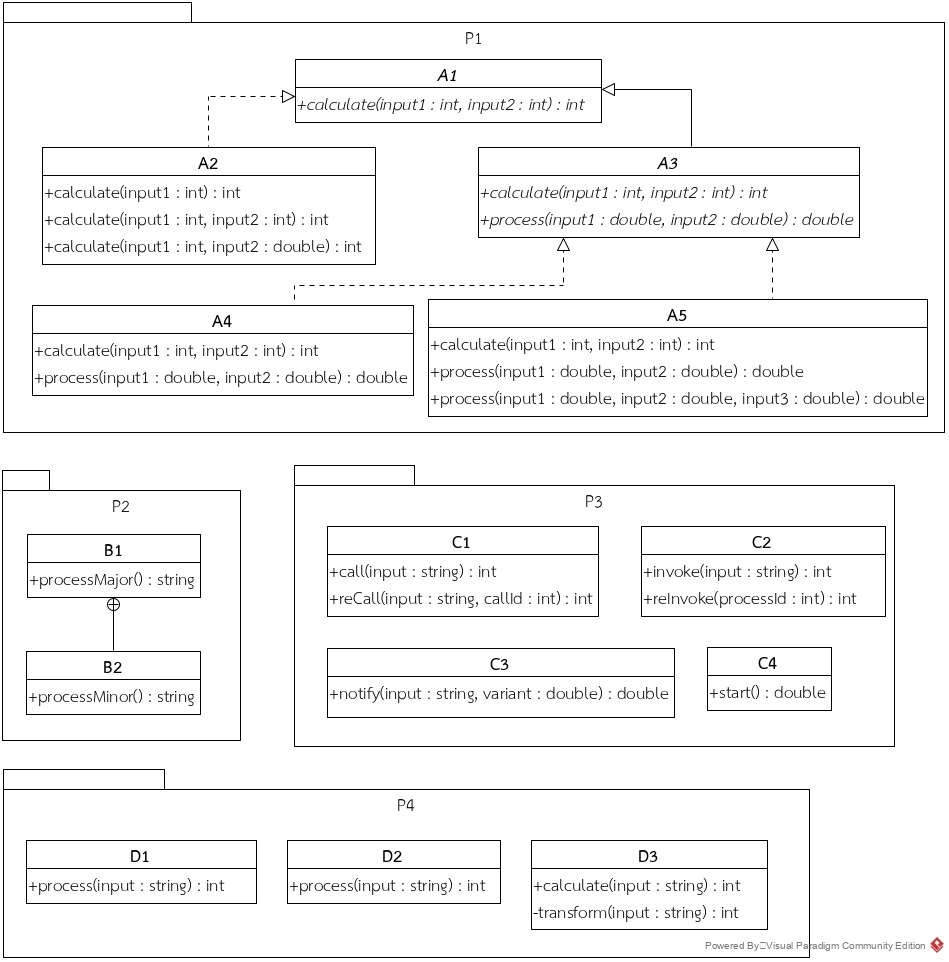 P1
A1
+calculate(input1 : int, input2 : int) : int
A2
+calculate(input1 : int) : int
+calculate(input1 : int, input2 : int) : int
+calculate(input1 : int, input2 : double) : int
A3
+calculate(input1 : int, input2 : int) : int
+process(input1 : double, input2 : double) : double
A4
+calculate(input1 : int, input2 : int) : int
+process(input1 : double, input2 : double) : double
A5
+calculate(input1 : int, input2 : int) : int
+process(input1 : double, input2 : double) : double
+process(input1 : double, input2 : double, input3 : double) : double
P2
B1
+processMajor() : string
B2
+processMinor() : string
P3
C1
+call(input : string) : int
+reCall(input : string, callId : int) : int
C2
+invoke(input : string) : int
+reInvoke(processId : int) : int
C3
+notify(input : string, variant : double) : double
C4
+start() : double
P4
D1
+process(input : string) : int
D2
+process(input : string) : int
D3
+calculate(input : string) : int
-transform(input : string) : int
Powered By Visual Paradigm Community Edition